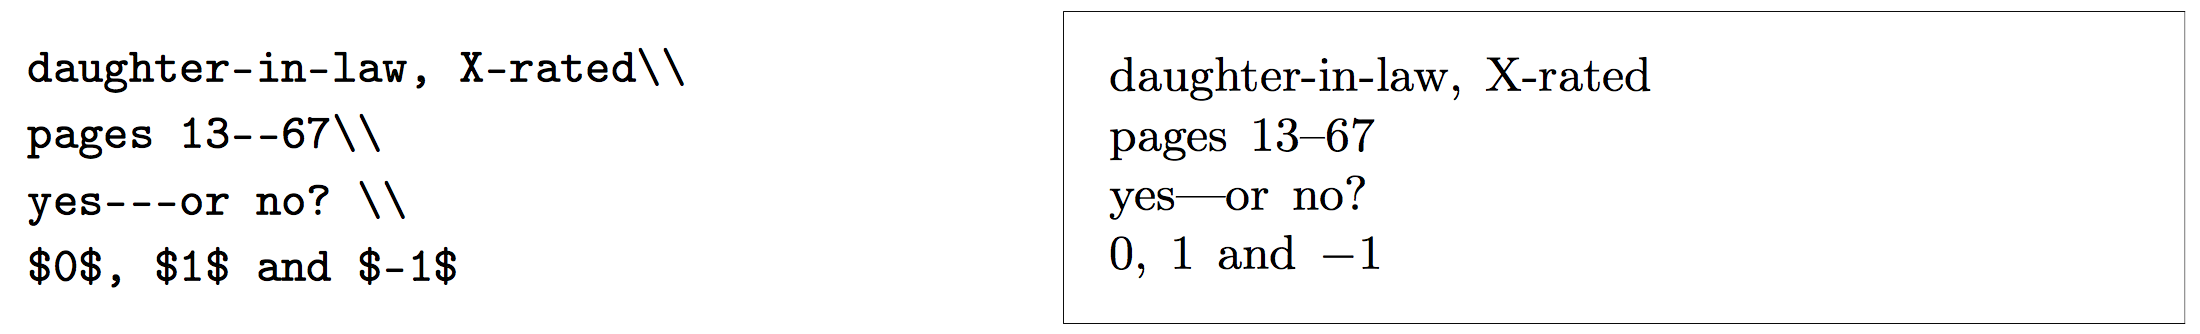 daughter-in-law, X-rated\\
pages 13--67\\
yes---or no? \\
$0$, $1$ and $-1$
daughter-in-law, X-rated
pages 13–67
yes—or no?
0, 1 and −1